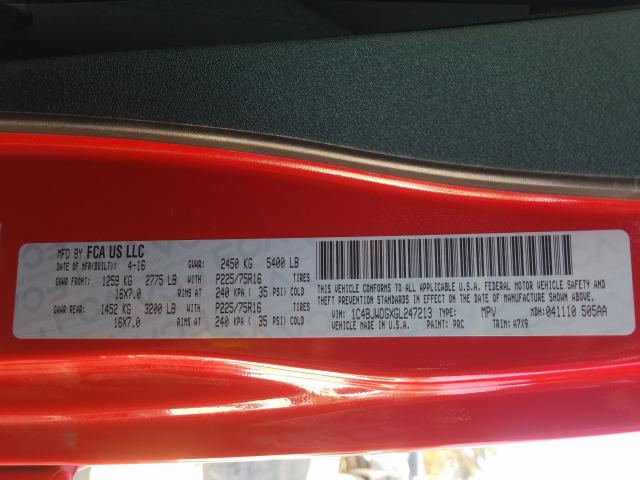 MFD BY FCA US LLC
DATE OF MFR(BUILT): 4-16 GVWR: 2450 KG 5400 LB
GAWR FRONT: 1259 KG 2775 LB WITH P225/75R16 TIRES
16X7.0 RIMS AT 240 KPA ( 35 PSI) COLD
GAWR REAR: 1452 KG 3200 LB WITH P225/75R16 TIRES
16X7.0 RIMS AT 240 KPA ( 35 PSI) COLD
THIS VEHICLE CONFORMS TO ALL APPLICABLE U.S.A. FEDERAL MOTOR VEHICLE SAFETY AND
THEFT PREVENTION STANDARDS IN EFFECT ON THE DATE OF MANUFACTURE SHOWN ABOVE.
VIN: 1C4BJWDGXGL247213 TYPE: MPV MDH: 041110 505AA
VEHICLE MADE IN U.S.A. PAINT: PRC TRIM: A7X9